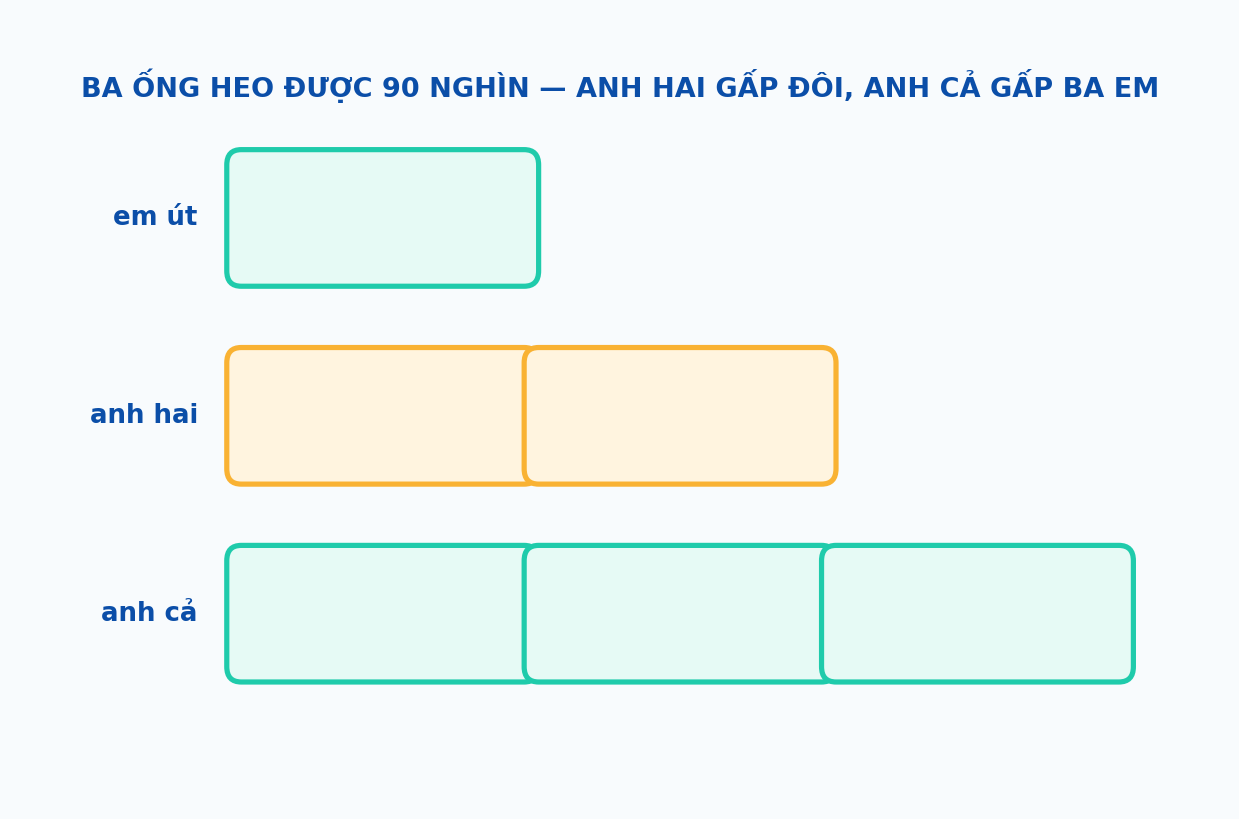 BA ỐNG HEO ĐƯỢC 90 NGHÌN — ANH HAI GẤP ĐÔI, ANH CẢ GẤP BA EM
em út
anh hai
anh cả